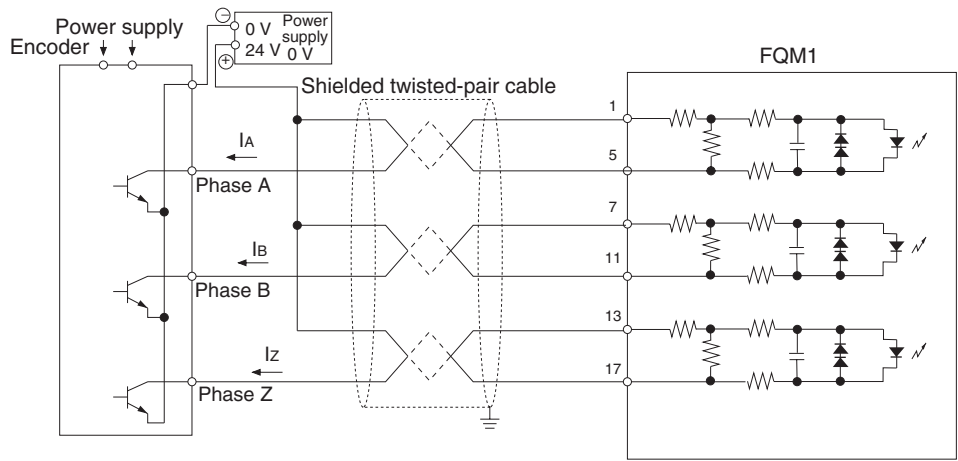 Power supply
Encoder
− 0 V Power supply
+ 24 V 0 V
FQM1
Shielded twisted-pair cable
1
IA
5
Phase A
7
IB
11
Phase B
13
IZ
17
Phase Z